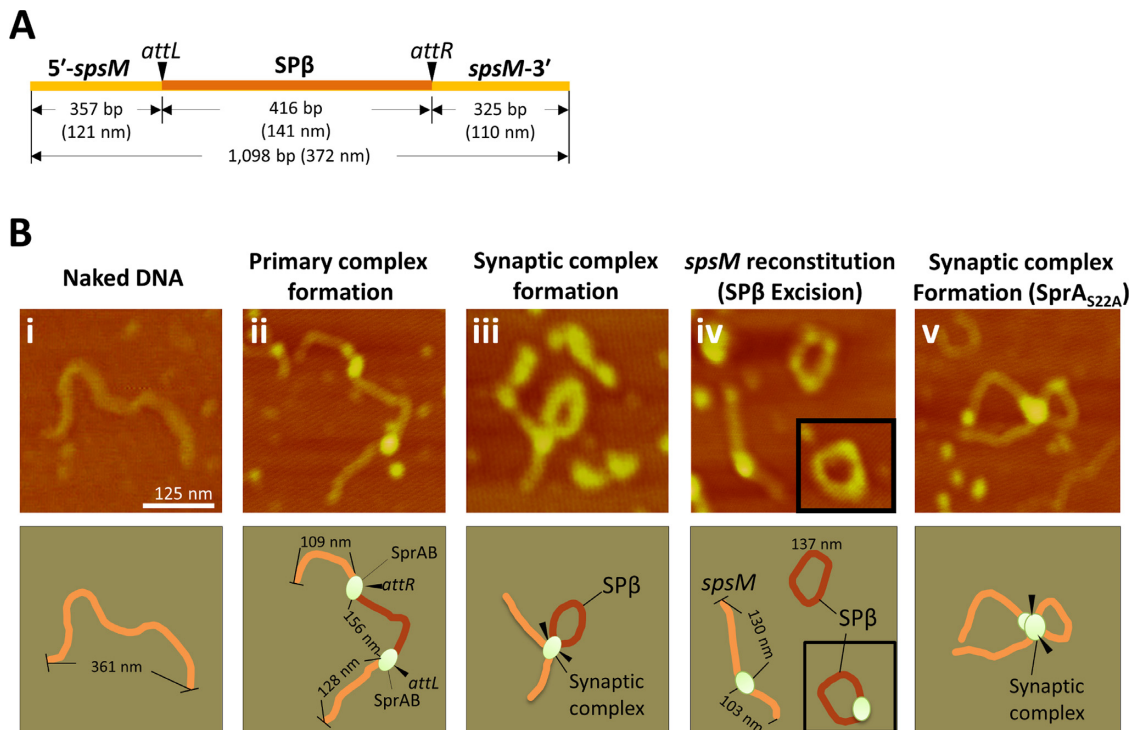 A
attL
attR
5′-spsM
SPβ
spsM-3′
357 bp
(121 nm)
416 bp
(141 nm)
325 bp
(110 nm)
1,098 bp (372 nm)
B
Naked DNA
Primary complex
formation
Synaptic complex
formation
spsM reconstitution
(SPβ Excision)
Synaptic complex
Formation (SprAS22A)
i
ii
iii
iv
v
125 nm
361 nm
109 nm
SprAB
attR
156 nm
128 nm
attL
SprAB
SPβ
Synaptic
complex
spsM
137 nm
130 nm
SPβ
103 nm
Synaptic
complex